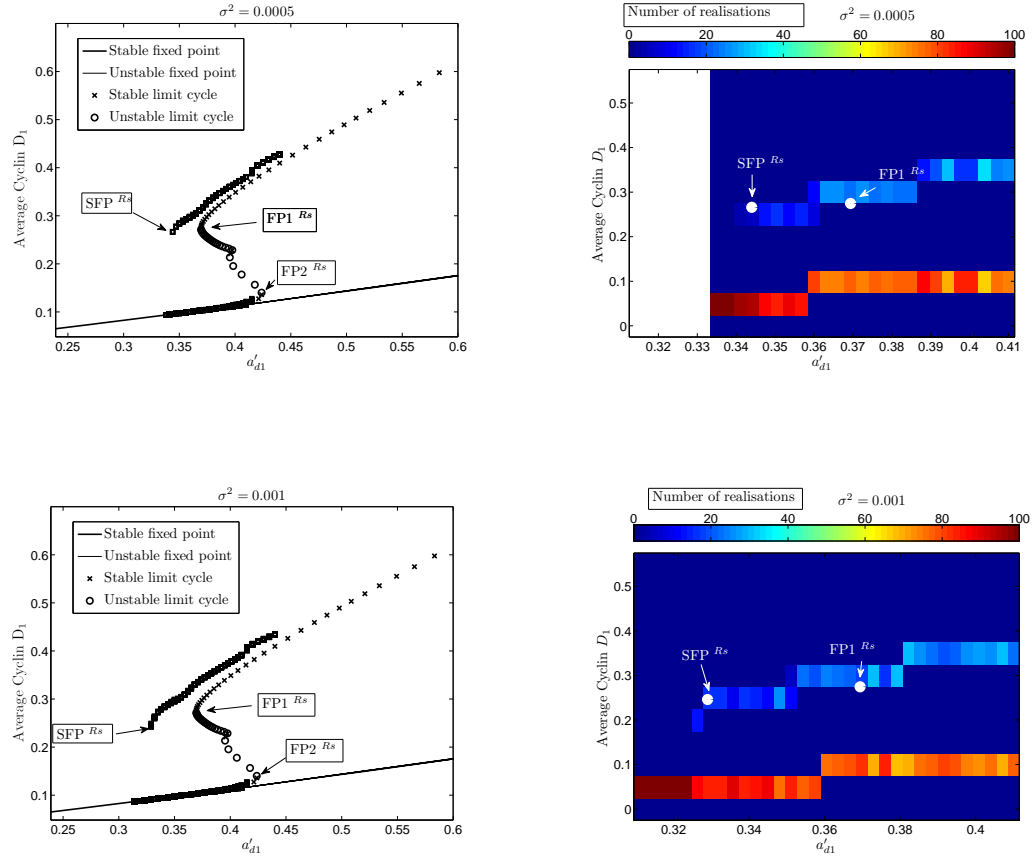 σ² = 0.0005
Stable fixed point
Unstable fixed point
Stable limit cycle
Unstable limit cycle
SFP Rs
FP1 Rs
FP2 Rs
Average Cyclin D₁
0.6
0.5
0.4
0.3
0.2
0.1
0.25 0.3 0.35 0.4 0.45 0.5 0.55 0.6
a′d1
Number of realisations
σ² = 0.0005
0 20 40 60 80 100
SFP Rs
FP1 Rs
Average Cyclin D₁
0.5
0.4
0.3
0.2
0.1
0
0.32 0.33 0.34 0.35 0.36 0.37 0.38 0.39 0.4 0.41
a′d1
σ² = 0.001
Stable fixed point
Unstable fixed point
Stable limit cycle
Unstable limit cycle
SFP Rs
FP1 Rs
FP2 Rs
Average Cyclin D₁
0.6
0.5
0.4
0.3
0.2
0.1
0.25 0.3 0.35 0.4 0.45 0.5 0.55 0.6
a′d1
Number of realisations
σ² = 0.001
0 20 40 60 80 100
SFP Rs
FP1 Rs
Average Cyclin D₁
0.5
0.4
0.3
0.2
0.1
0
0.32 0.34 0.36 0.38 0.4
a′d1